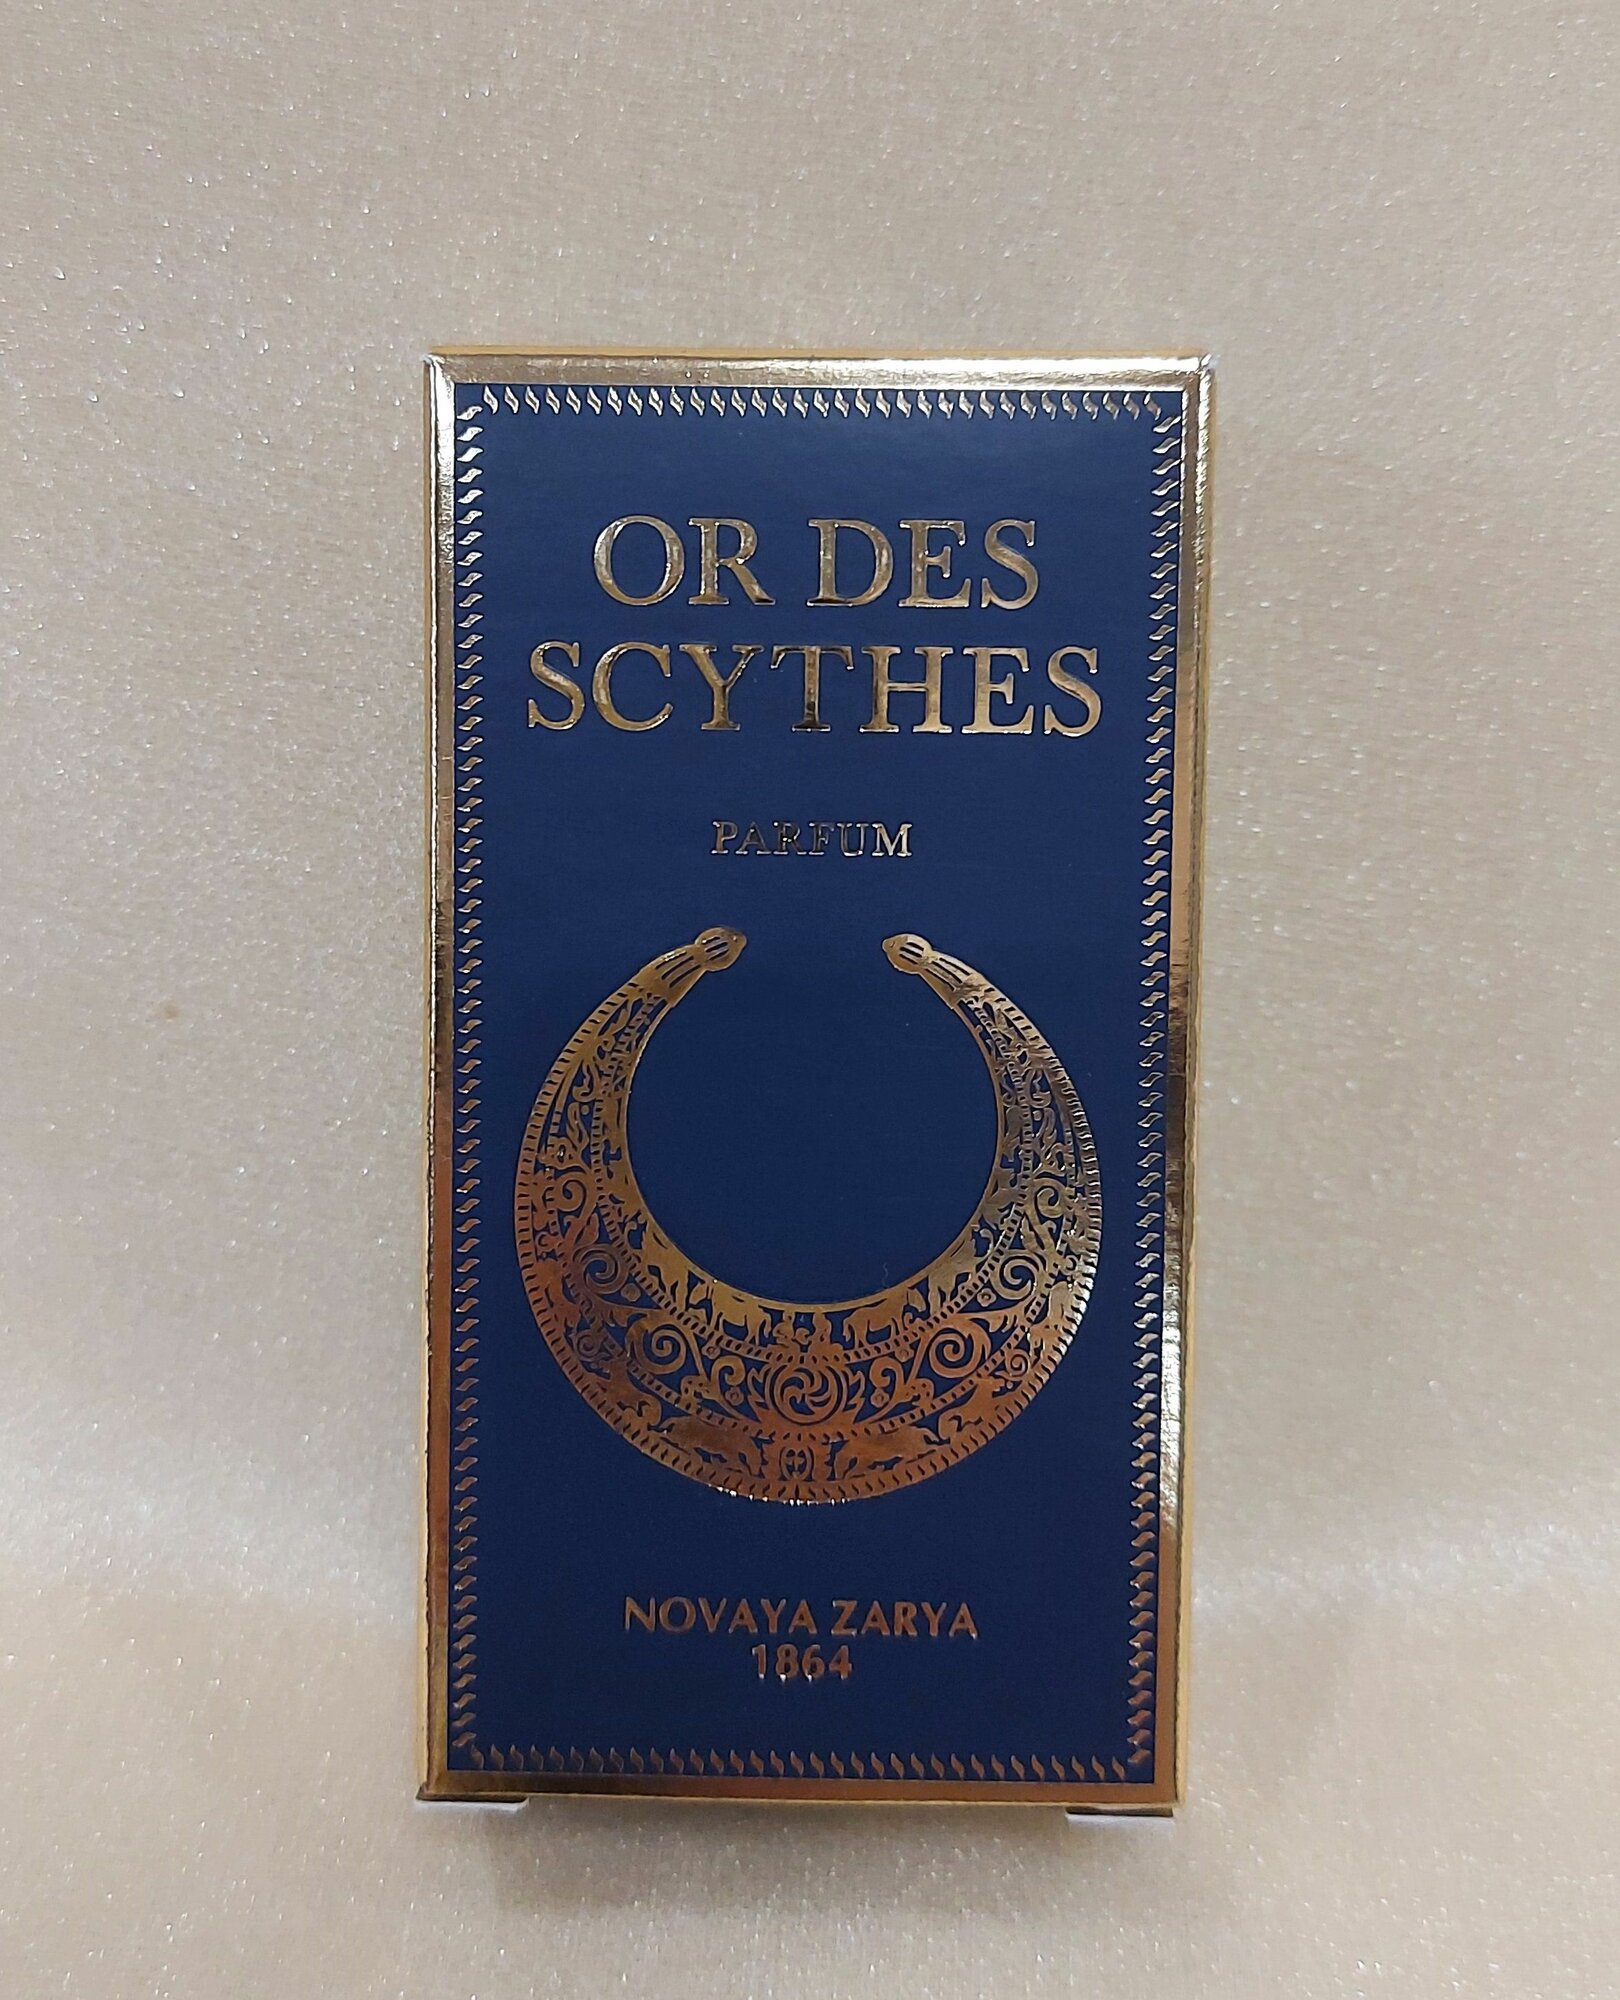 OR DES
SCYTHES
PARFUM
NOVAYA ZARYA
1864